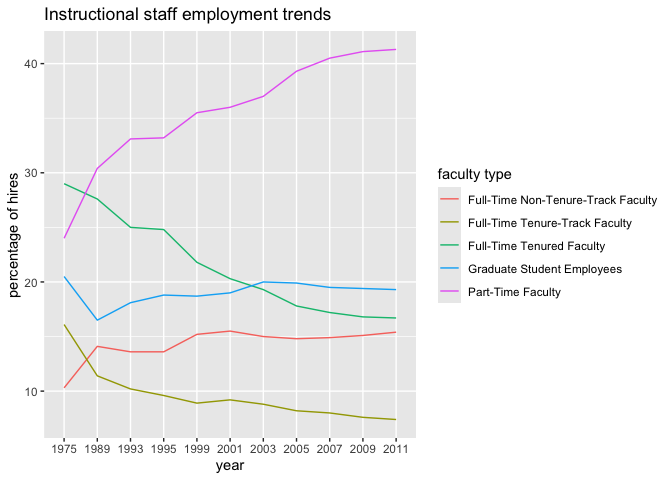 Instructional staff employment trends
40
30
20
10
percentage of hires
1975 1989 1993 1995 1999 2001 2003 2005 2007 2009 2011
year
faculty type
Full-Time Non-Tenure-Track Faculty
Full-Time Tenure-Track Faculty
Full-Time Tenured Faculty
Graduate Student Employees
Part-Time Faculty